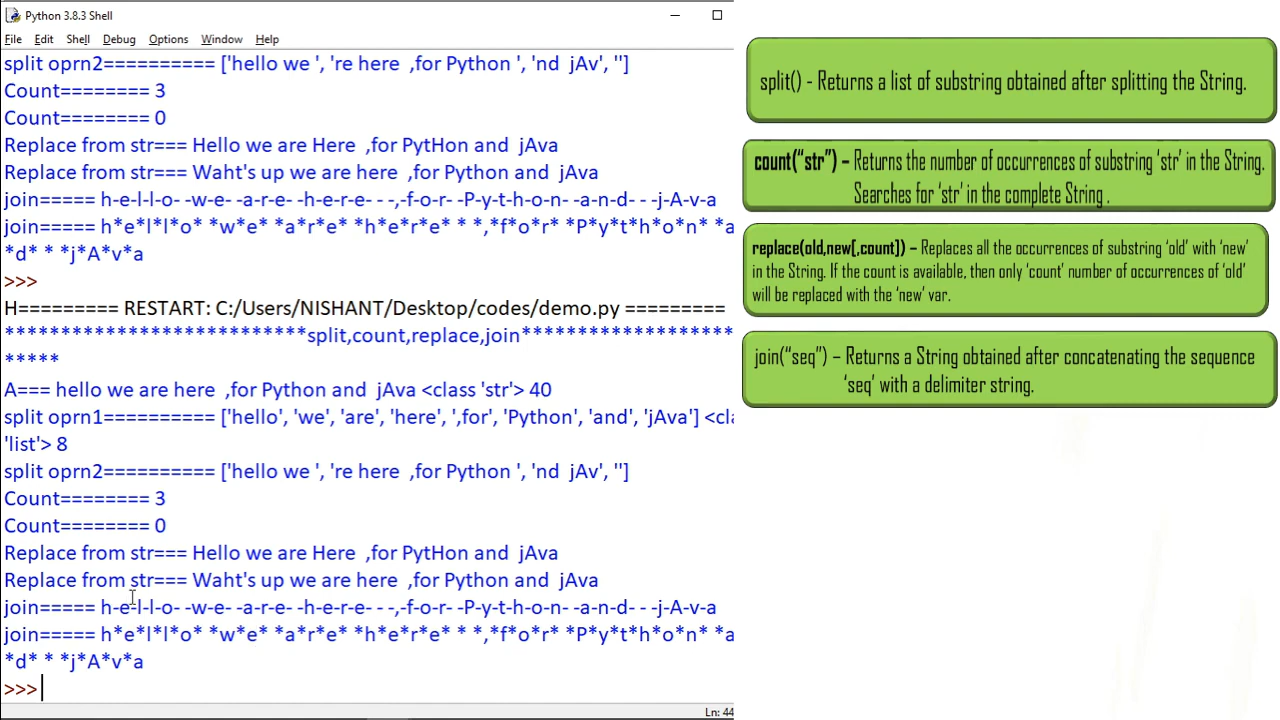 Python 3.8.3 Shell
File Edit Shell Debug Options Window Help
split oprn2========== ['hello we ', 're here  ,for Python ', 'nd  jAv', '']
Count======== 3
Count======== 0
Replace from str=== Hello we are Here  ,for PytHon and  jAva
Replace from str=== Waht's up we are here  ,for Python and  jAva
join===== h-e-l-l-o- -w-e- -a-r-e- -h-e-r-e- - -,-f-o-r- -P-y-t-h-o-n- -a-n-d- - -j-A-v-a
join===== h*e*l*l*o* *w*e* *a*r*e* *h*e*r*e* * *,*f*o*r* *P*y*t*h*o*n* *a
*d* * *j*A*v*a
>>>
H========= RESTART: C:/Users/NISHANT/Desktop/codes/demo.py =========
***************************split,count,replace,join*******************
*****
A=== hello we are here  ,for Python and  jAva <class 'str'> 40
split oprn1========== ['hello', 'we', 'are', 'here', ',for', 'Python', 'and', 'jAva'] <cla
'list'> 8
split oprn2========== ['hello we ', 're here  ,for Python ', 'nd  jAv', '']
Count======== 3
Count======== 0
Replace from str=== Hello we are Here  ,for PytHon and  jAva
Replace from str=== Waht's up we are here  ,for Python and  jAva
join===== h-e-l-l-o- -w-e- -a-r-e- -h-e-r-e- - -,-f-o-r- -P-y-t-h-o-n- -a-n-d- - -j-A-v-a
join===== h*e*l*l*o* *w*e* *a*r*e* *h*e*r*e* * *,*f*o*r* *P*y*t*h*o*n* *a
*d* * *j*A*v*a
>>>
Ln: 44
split() - Returns a list of substring obtained after splitting the String.
count(“str”) – Returns the number of occurrences of substring ‘str’ in the String.
Searches for ‘str’ in the complete String .
replace(old,new[,count]) – Replaces all the occurrences of substring ‘old’ with ‘new’
in the String. If the count is available, then only ‘count’ number of occurrences of ‘old’
will be replaced with the ‘new’ var.
join(“seq”) – Returns a String obtained after concatenating the sequence
‘seq’ with a delimiter string.